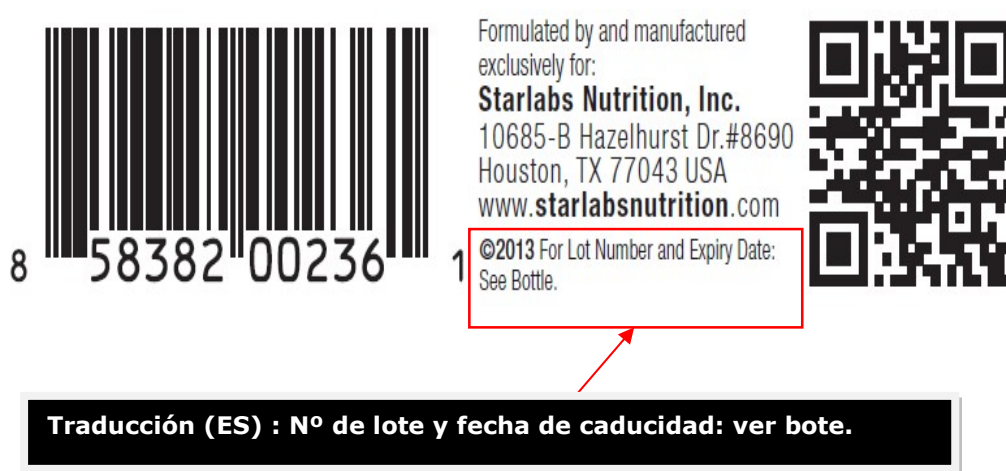 Formulated by and manufactured
exclusively for:
Starlabs Nutrition, Inc.
10685-B Hazelhurst Dr.#8690
Houston, TX 77043 USA
www.starlabsnutrition.com
©2013 For Lot Number and Expiry Date:
See Bottle.
8 58382 00236 1
Traducción (ES) : Nº de lote y fecha de caducidad: ver bote.